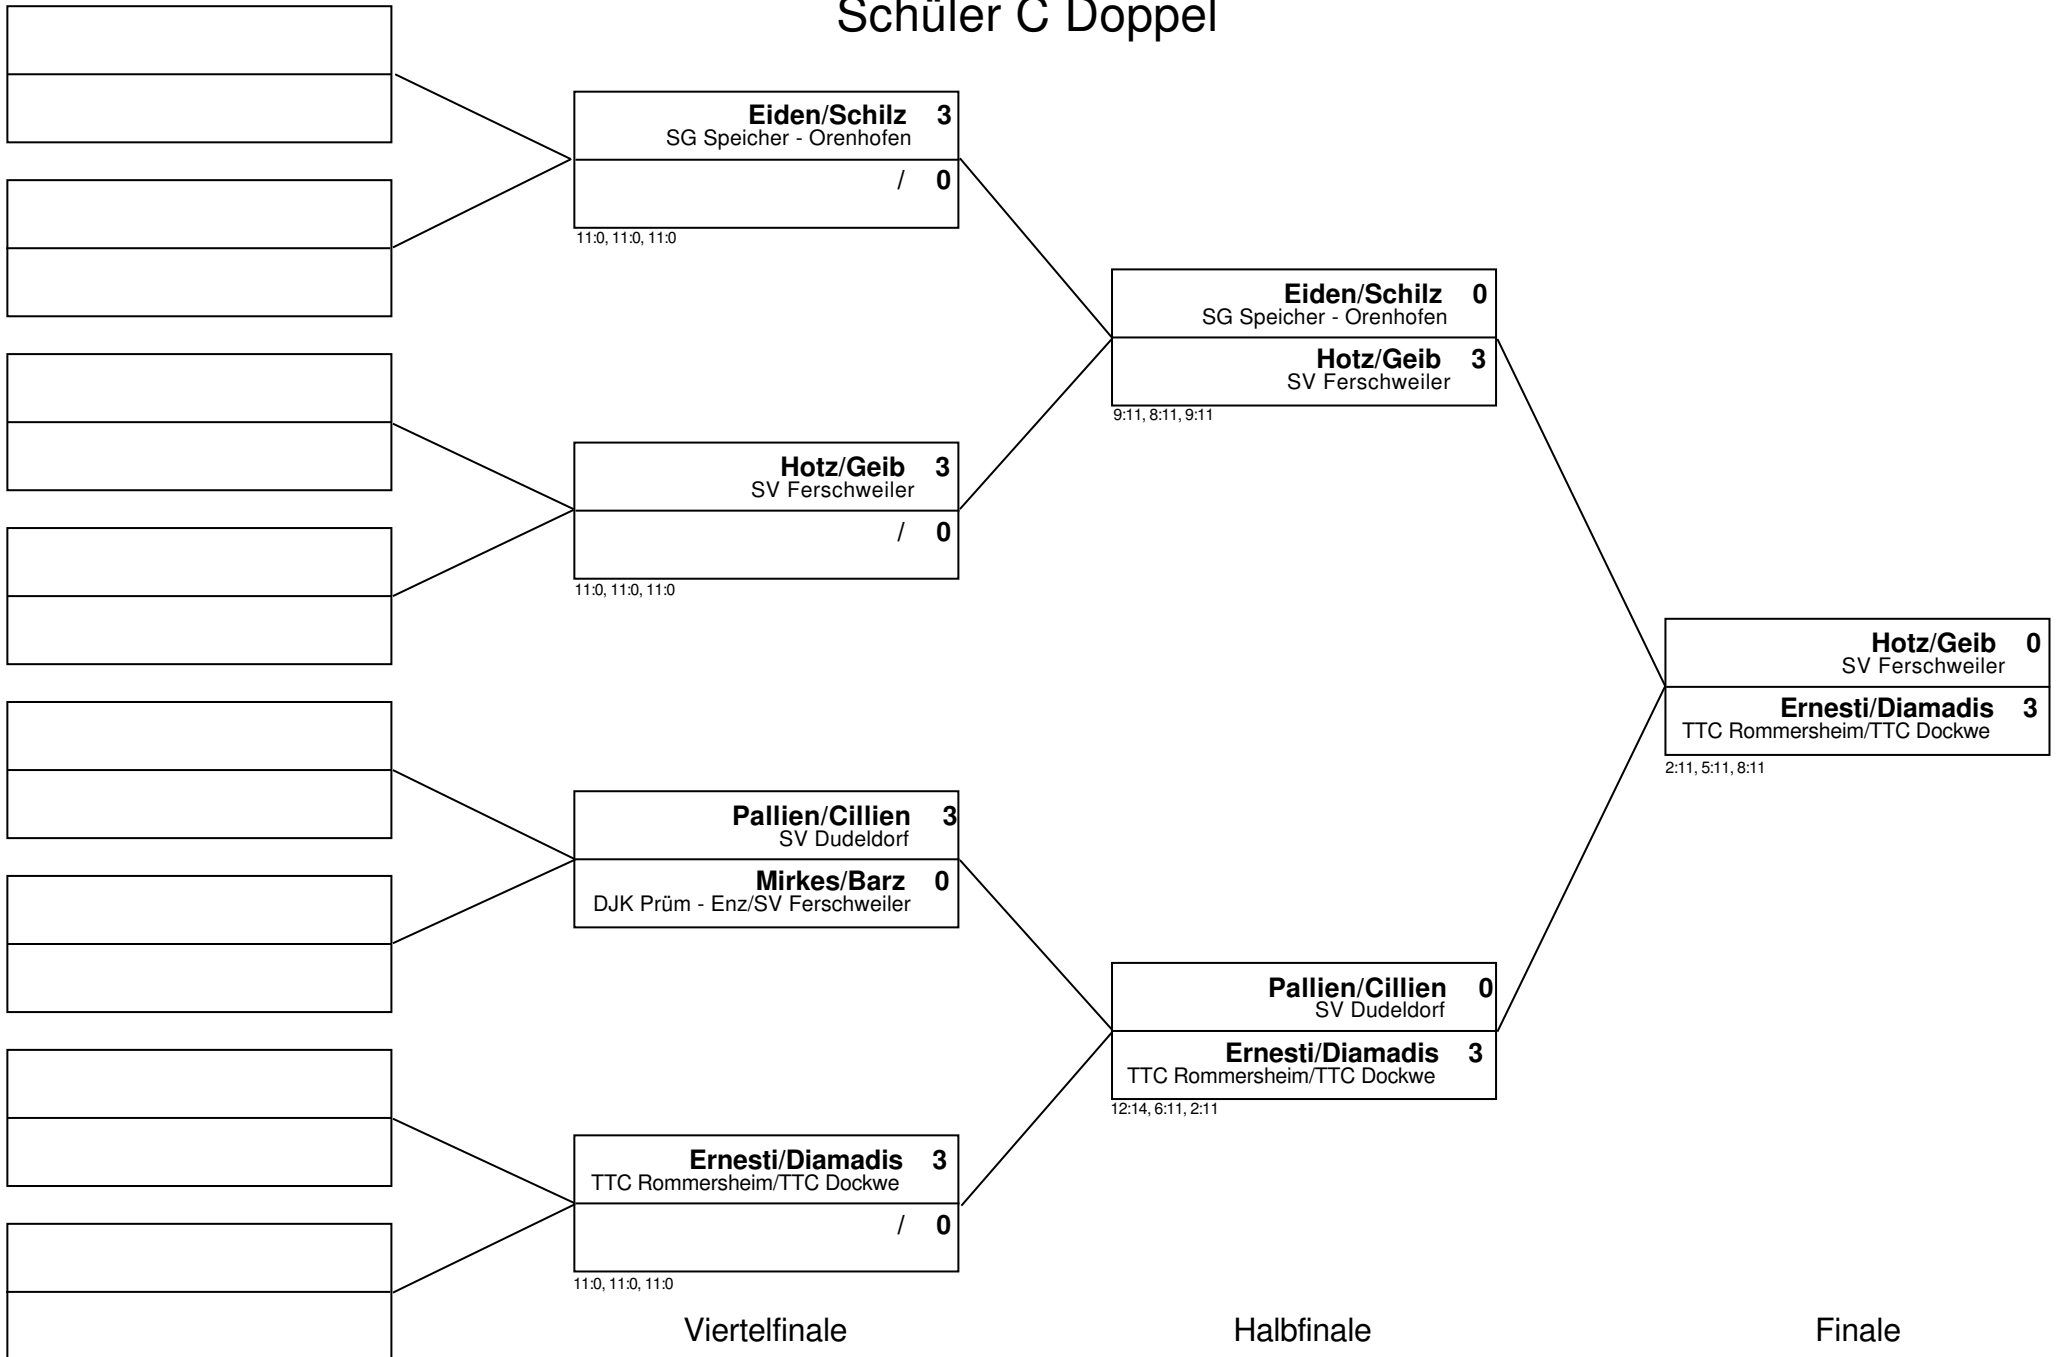 Schüler C Doppel
Eiden/Schilz 3
SG Speicher - Orenhofen
/ 0
11:0, 11:0, 11:0
Hotz/Geib 3
SV Ferschweiler
/ 0
11:0, 11:0, 11:0
Pallien/Cillien 3
SV Dudeldorf
Mirkes/Barz 0
DJK Prüm - Enz/SV Ferschweiler
Ernesti/Diamadis 3
TTC Rommersheim/TTC Dockwe
/ 0
11:0, 11:0, 11:0
Viertelfinale
Eiden/Schilz 0
SG Speicher - Orenhofen
Hotz/Geib 3
SV Ferschweiler
9:11, 8:11, 9:11
Pallien/Cillien 0
SV Dudeldorf
Ernesti/Diamadis 3
TTC Rommersheim/TTC Dockwe
12:14, 6:11, 2:11
Halbfinale
Hotz/Geib 0
SV Ferschweiler
Ernesti/Diamadis 3
TTC Rommersheim/TTC Dockwe
2:11, 5:11, 8:11
Finale